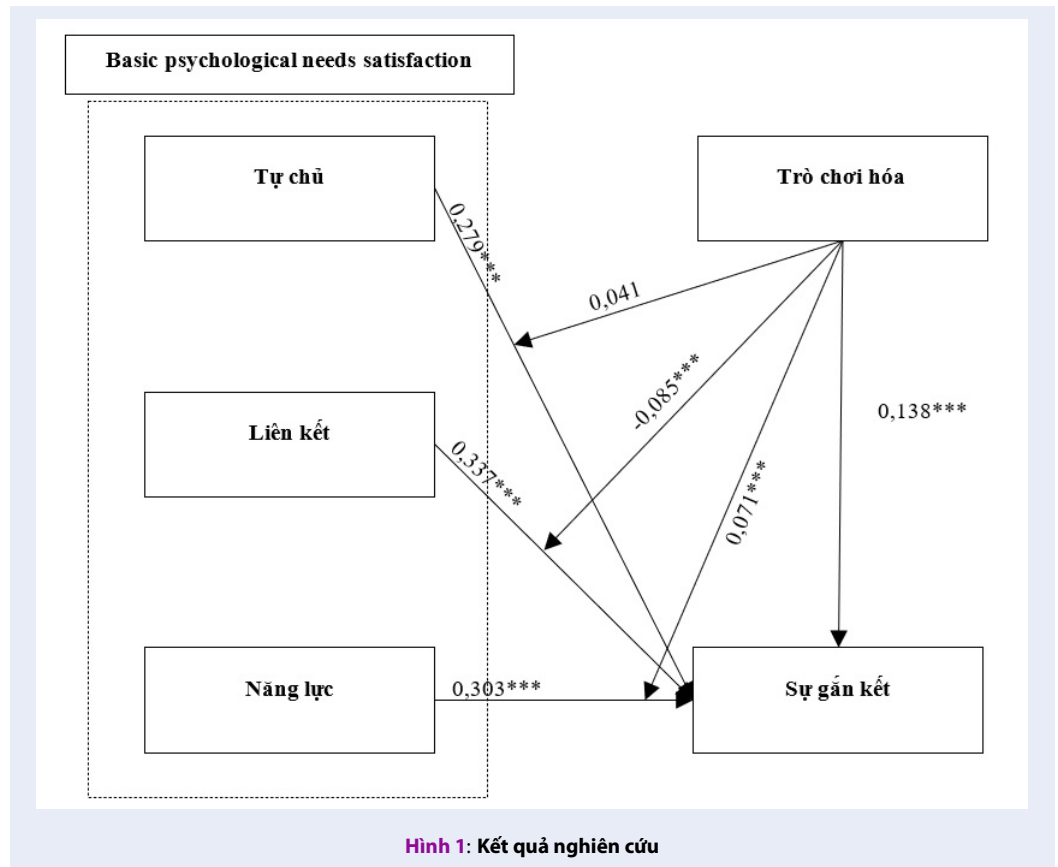 Basic psychological needs satisfaction
Tự chủ
Trò chơi hóa
0,279***
0,041
-0,085***
Liên kết
0,138***
0,337***
0,071***
Năng lực
0,303***
Sự gắn kết
Hình 1: Kết quả nghiên cứu